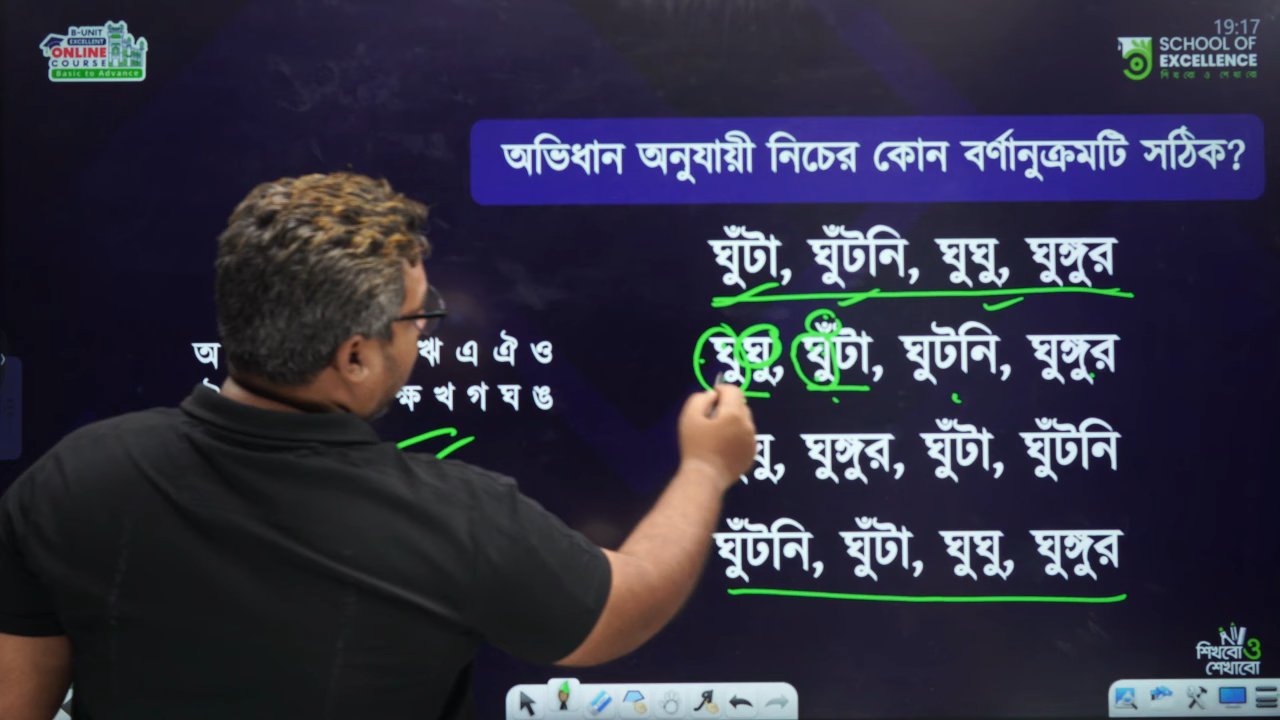 B-UNIT
EXCELLENT
ONLINE
COURSE
Basic to Advance
19:17
SCHOOL OF
EXCELLENCE
শিখবো ও শেখাবো
অভিধান অনুযায়ী নিচের কোন বর্ণানুক্রমটি সঠিক?
ঘুঁটা, ঘুঁটনি, ঘুঘু, ঘুঙ্গুর
ঘুঘু, ঘুঁটা, ঘুটনি, ঘুঙ্গুর
ঘুঙ্গুর, ঘুঁটা, ঘুঁটনি
ঘুঁটনি, ঘুঁটা, ঘুঘু, ঘুঙ্গুর
অ ঋ এ ঐ ও
ক্ষ খ গ ঘ ঙ
শিখবো ও
শেখাবো